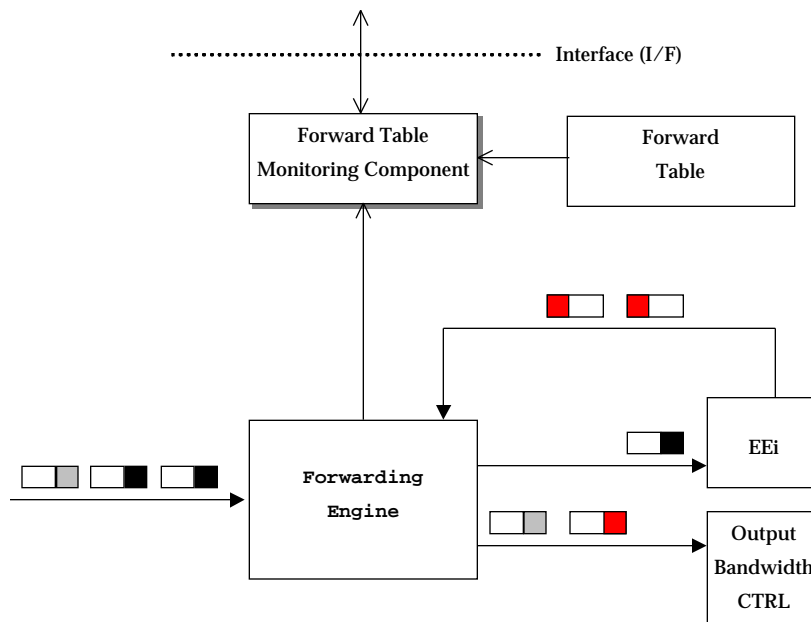 Interface (I/F)
Forward Table
Monitoring Component
Forward
Table
EEi
Forwarding
Engine
Output
Bandwidth
CTRL